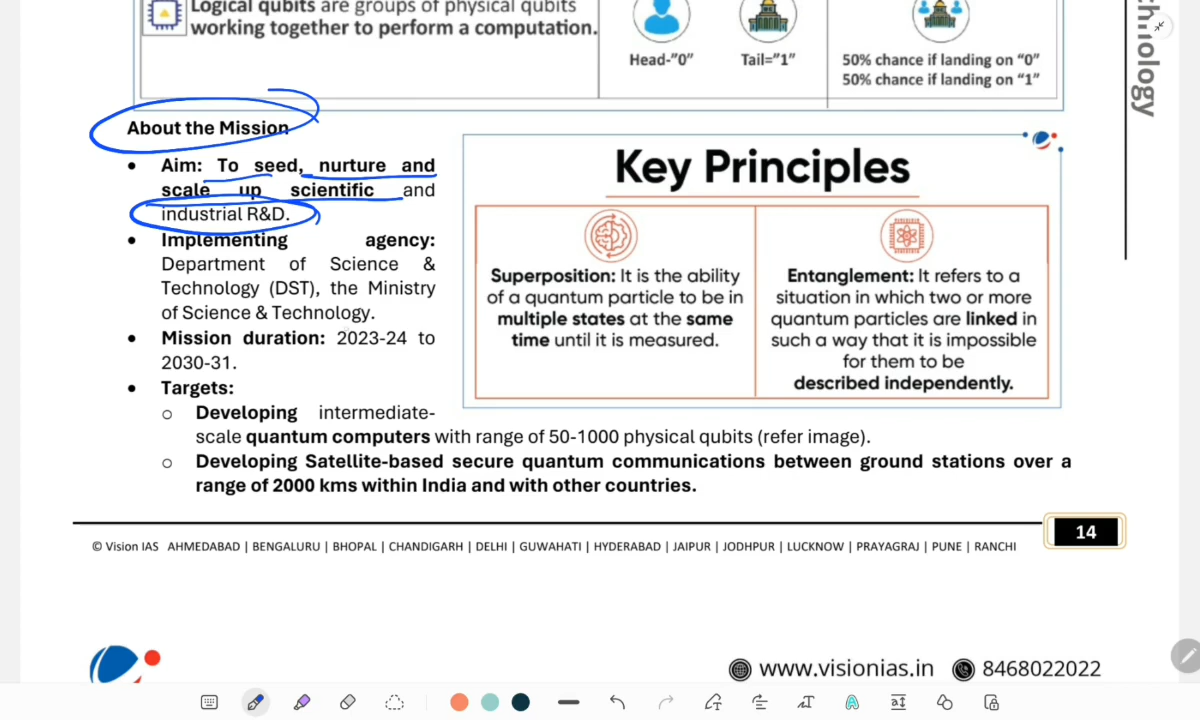 Logical qubits are groups of physical qubits
working together to perform a computation.
Head-"0"
Tail="1"
50% chance if landing on "0"
50% chance if landing on "1"
About the Mission
• Aim: To seed, nurture and
scale up scientific and
industrial R&D.
• Implementing agency:
Department of Science &
Technology (DST), the Ministry
of Science & Technology.
• Mission duration: 2023-24 to
2030-31.
• Targets:
o Developing intermediate-
scale quantum computers with range of 50-1000 physical qubits (refer image).
o Developing Satellite-based secure quantum communications between ground stations over a
range of 2000 kms within India and with other countries.
Key Principles
Superposition: It is the ability
of a quantum particle to be in
multiple states at the same
time until it is measured.
Entanglement: It refers to a
situation in which two or more
quantum particles are linked in
such a way that it is impossible
for them to be
described independently.
© Vision IAS AHMEDABAD | BENGALURU | BHOPAL | CHANDIGARH | DELHI | GUWAHATI | HYDERABAD | JAIPUR | JODHPUR | LUCKNOW | PRAYAGRAJ | PUNE | RANCHI
14
www.visionias.in 8468022022